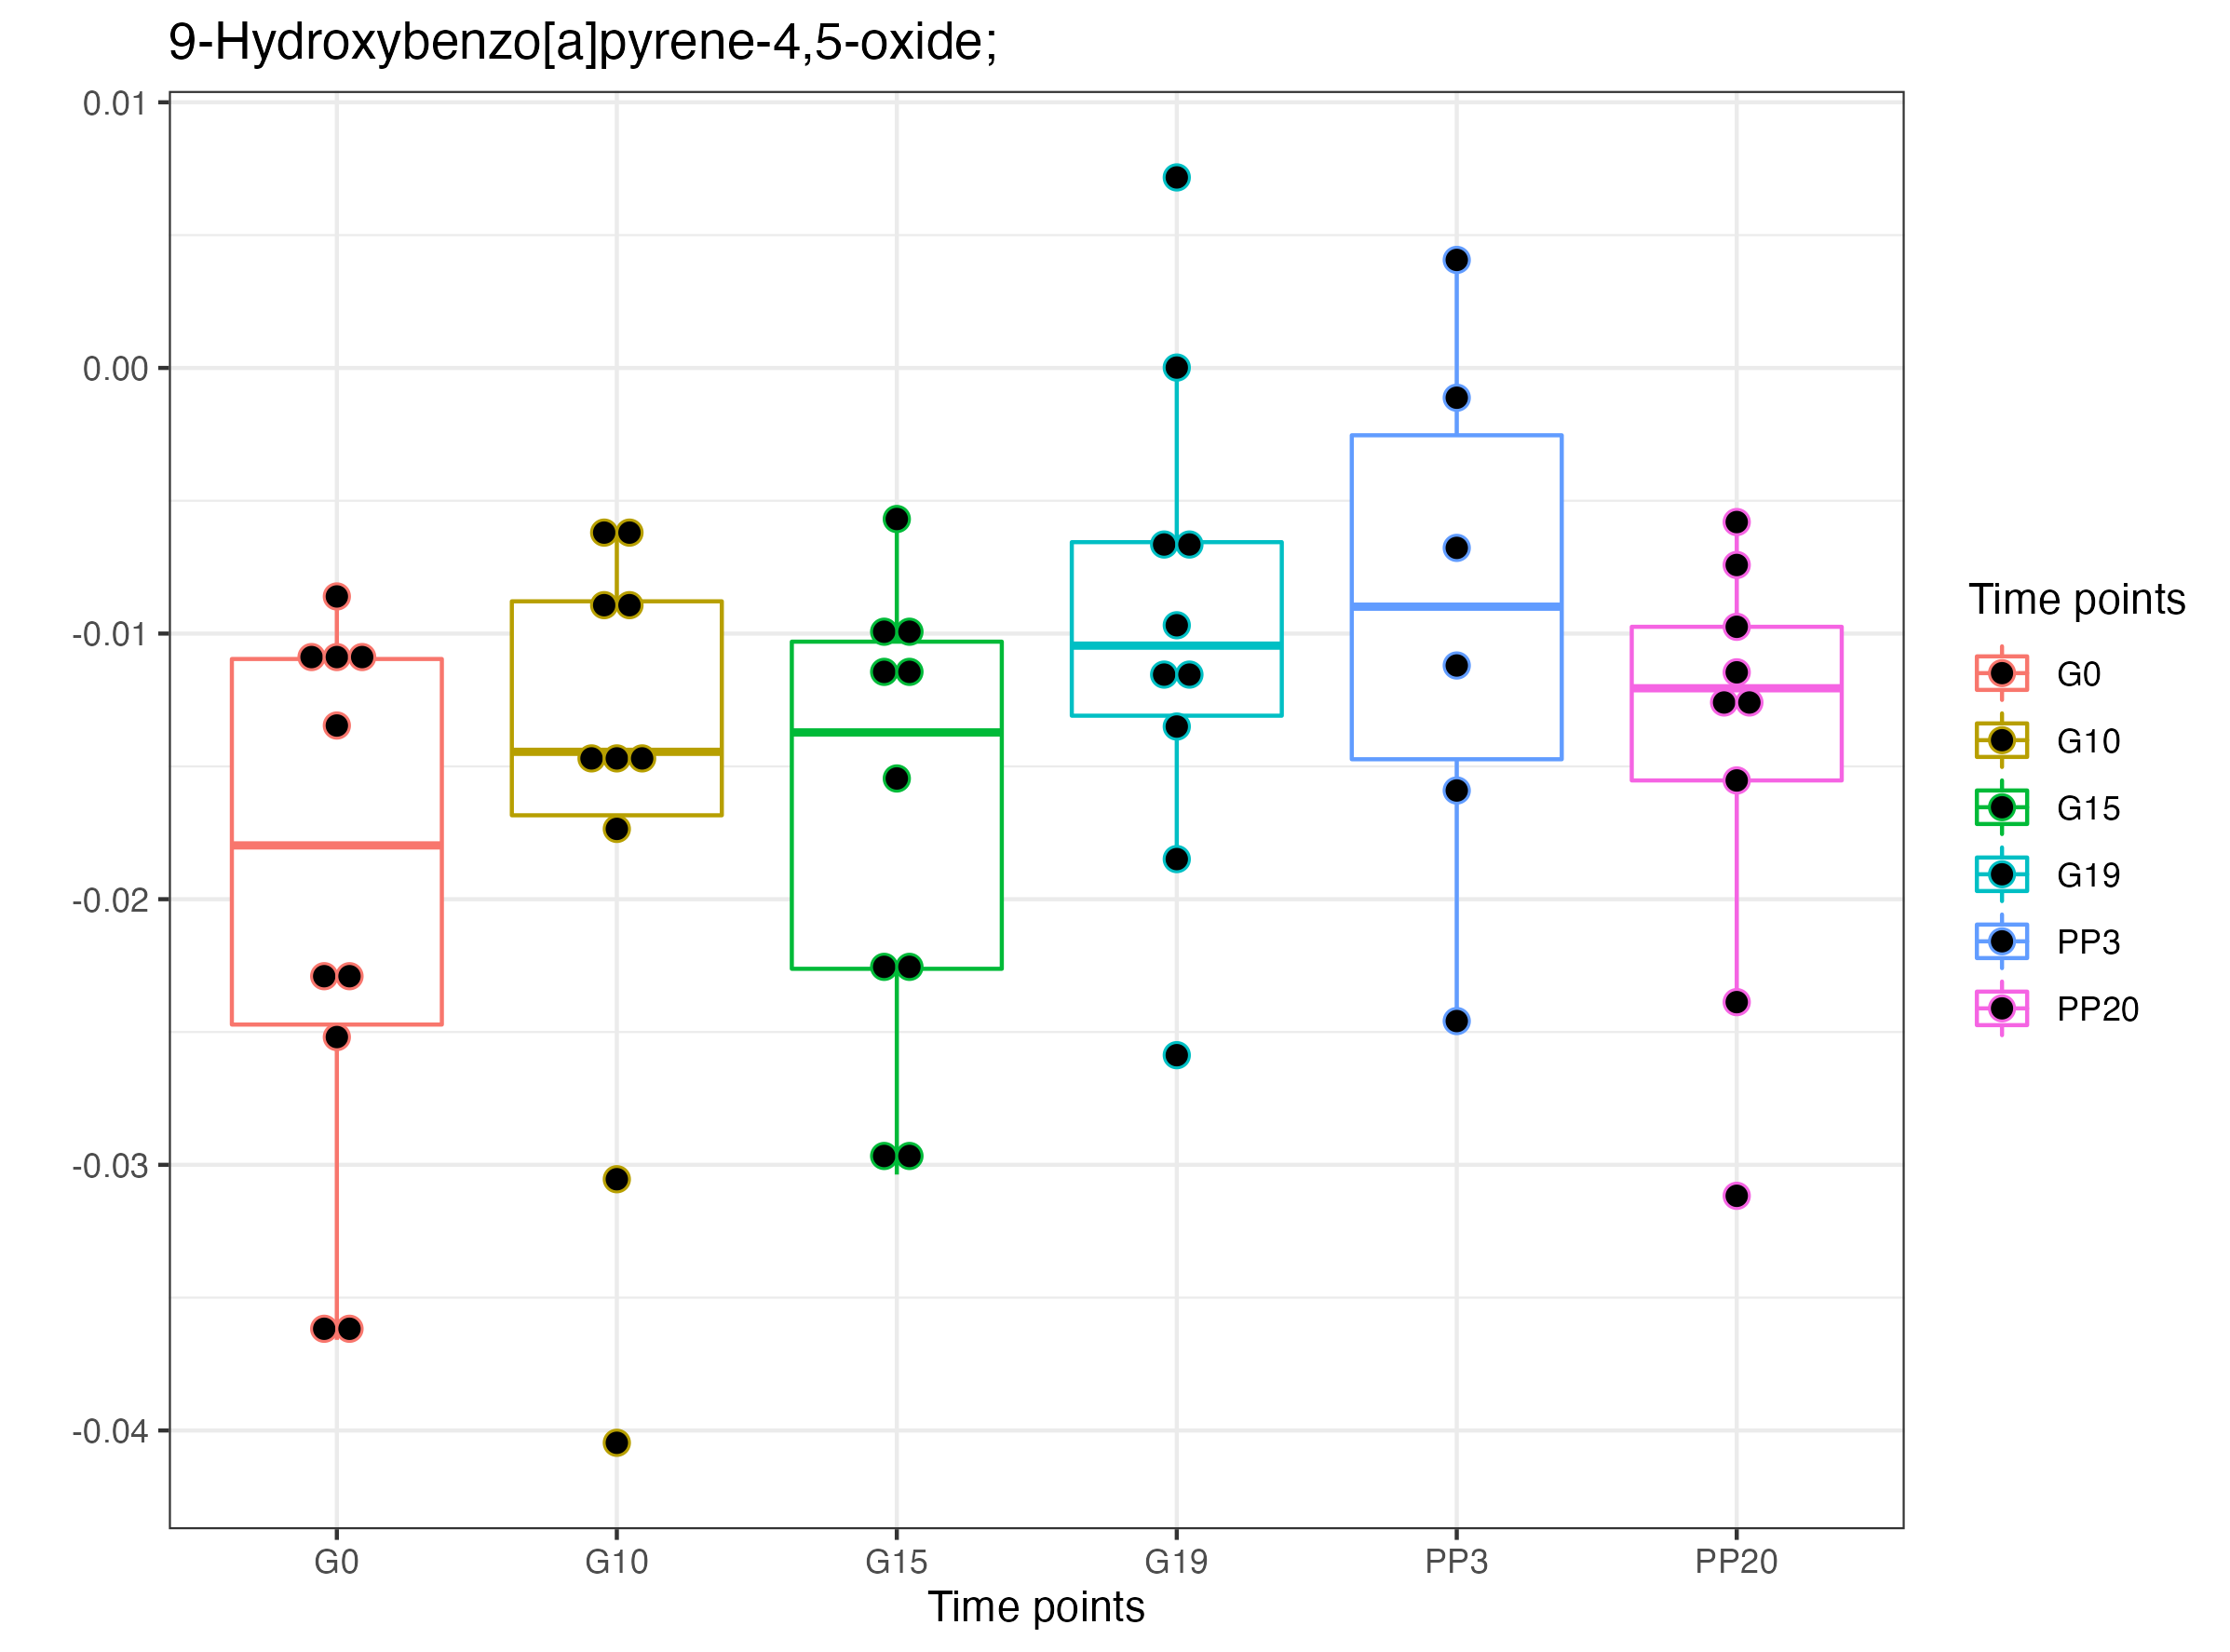 9-Hydroxybenzo[a]pyrene-4,5-oxide;
0.01
0.00
-0.01
-0.02
-0.03
-0.04
G0 G10 G15 G19 PP3 PP20
Time points
Time points
G0
G10
G15
G19
PP3
PP20